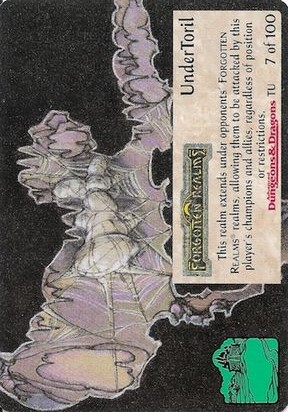 UnderToril
FORGOTTEN REALMS
This realm extends under opponents' FORGOTTEN
REALMS® realms, allowing them to be attacked by this
player's champions and allies, regardless of position
or restrictions.
Dungeons & Dragons TU 7 of 100